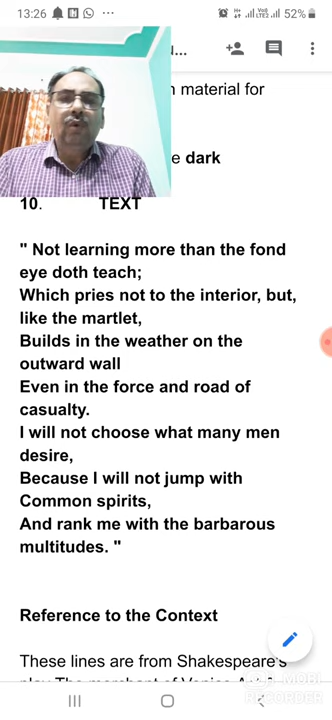 13:26
52%
n material for
e dark
10. TEXT
" Not learning more than the fond
eye doth teach;
Which pries not to the interior, but,
like the martlet,
Builds in the weather on the
outward wall
Even in the force and road of
casualty.
I will not choose what many men
desire,
Because I will not jump with
Common spirits,
And rank me with the barbarous
multitudes. "
Reference to the Context
These lines are from Shakespeare's
RECORDER